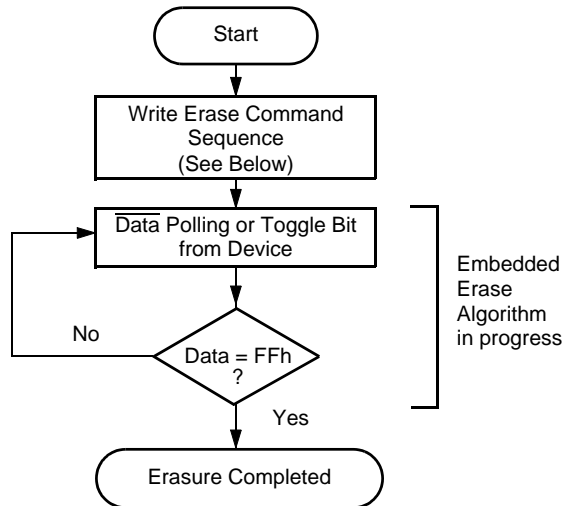 Start
Write Erase Command
Sequence
(See Below)
Data Polling or Toggle Bit
from Device
Embedded
Erase
Algorithm
in progress
No
Data = FFh
?
Yes
Erasure Completed